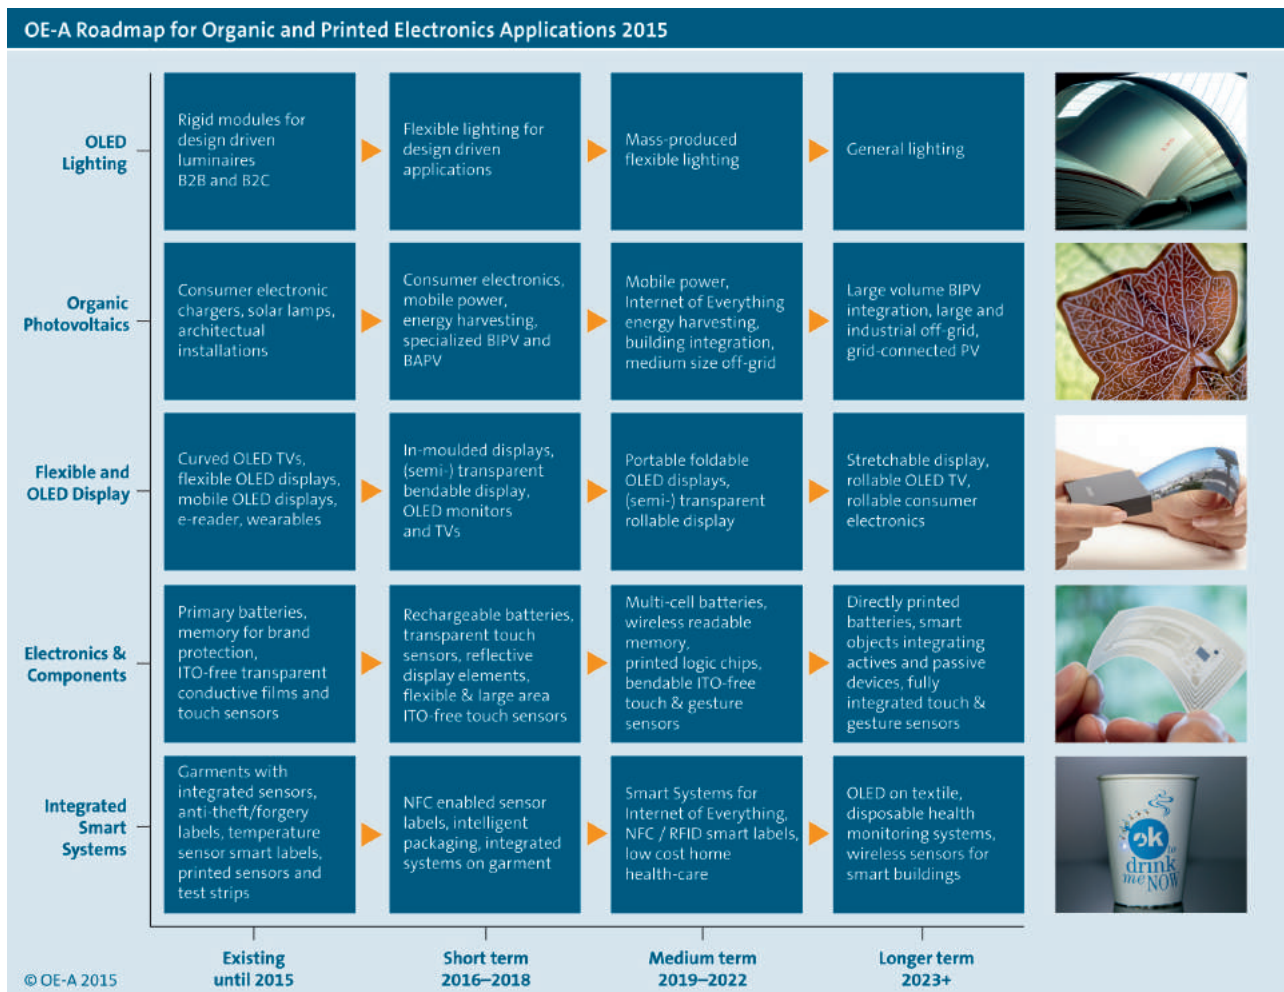 OE-A Roadmap for Organic and Printed Electronics Applications 2015
OLED
Lighting
Rigid modules for
design driven
luminaires
B2B and B2C
Flexible lighting for
design driven
applications
Mass-produced
flexible lighting
General lighting
Organic
Photovoltaics
Consumer electronic
chargers, solar lamps,
architectual
installations
Consumer electronics,
mobile power,
energy harvesting,
specialized BIPV and
BAPV
Mobile power,
Internet of Everything
energy harvesting,
building integration,
medium size off-grid
Large volume BIPV
integration, large and
industrial off-grid,
grid-connected PV
Flexible and
OLED Display
Curved OLED TVs,
flexible OLED displays,
mobile OLED displays,
e-reader, wearables
In-moulded displays,
(semi-) transparent
bendable display,
OLED monitors
and TVs
Portable foldable
OLED displays,
(semi-) transparent
rollable display
Stretchable display,
rollable OLED TV,
rollable consumer
electronics
Electronics &
Components
Primary batteries,
memory for brand
protection,
ITO-free transparent
conductive films and
touch sensors
Rechargeable batteries,
transparent touch
sensors, reflective
display elements,
flexible & large area
ITO-free touch sensors
Multi-cell batteries,
wireless readable
memory,
printed logic chips,
bendable ITO-free
touch & gesture
sensors
Directly printed
batteries, smart
objects integrating
actives and passive
devices, fully
integrated touch &
gesture sensors
Integrated
Smart
Systems
Garments with
integrated sensors,
anti-theft/forgery
labels, temperature
sensor smart labels,
printed sensors and
test strips
NFC enabled sensor
labels, intelligent
packaging, integrated
systems on garment
Smart Systems for
Internet of Everything,
NFC / RFID smart labels,
low cost home
health-care
OLED on textile,
disposable health
monitoring systems,
wireless sensors for
smart buildings
ok
to
drink
me NOW
Existing
until 2015
Short term
2016–2018
Medium term
2019–2022
Longer term
2023+
© OE-A 2015